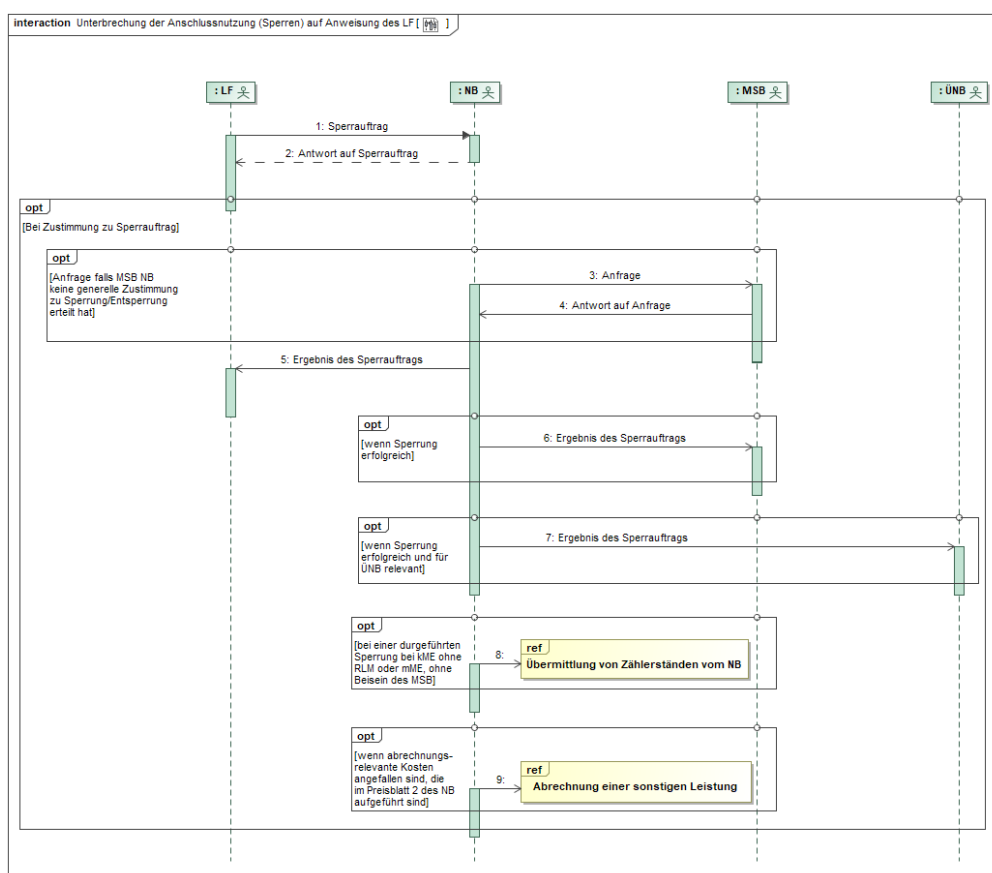 interaction Unterbrechung der Anschlussnutzung (Sperren) auf Anweisung des LF [ ]
: LF
: NB
: MSB
: ÜNB
1: Sperrauftrag
2: Antwort auf Sperrauftrag
opt
[Bei Zustimmung zu Sperrauftrag]
opt
[Anfrage falls MSB NB
keine generelle Zustimmung
zu Sperrung/Entsperrung
erteilt hat]
3: Anfrage
4: Antwort auf Anfrage
5: Ergebnis des Sperrauftrags
opt
[wenn Sperrung
erfolgreich]
6: Ergebnis des Sperrauftrags
opt
[wenn Sperrung
erfolgreich und für
ÜNB relevant]
7: Ergebnis des Sperrauftrags
opt
[bei einer durgeführten
Sperrung bei kME ohne
RLM oder mME, ohne
Beisein des MSB]
8:
ref
Übermittlung von Zählerständen vom NB
opt
[wenn abrechnungs-
relevante Kosten
angefallen sind, die
im Preisblatt 2 des NB
aufgeführt sind]
9:
ref
Abrechnung einer sonstigen Leistung